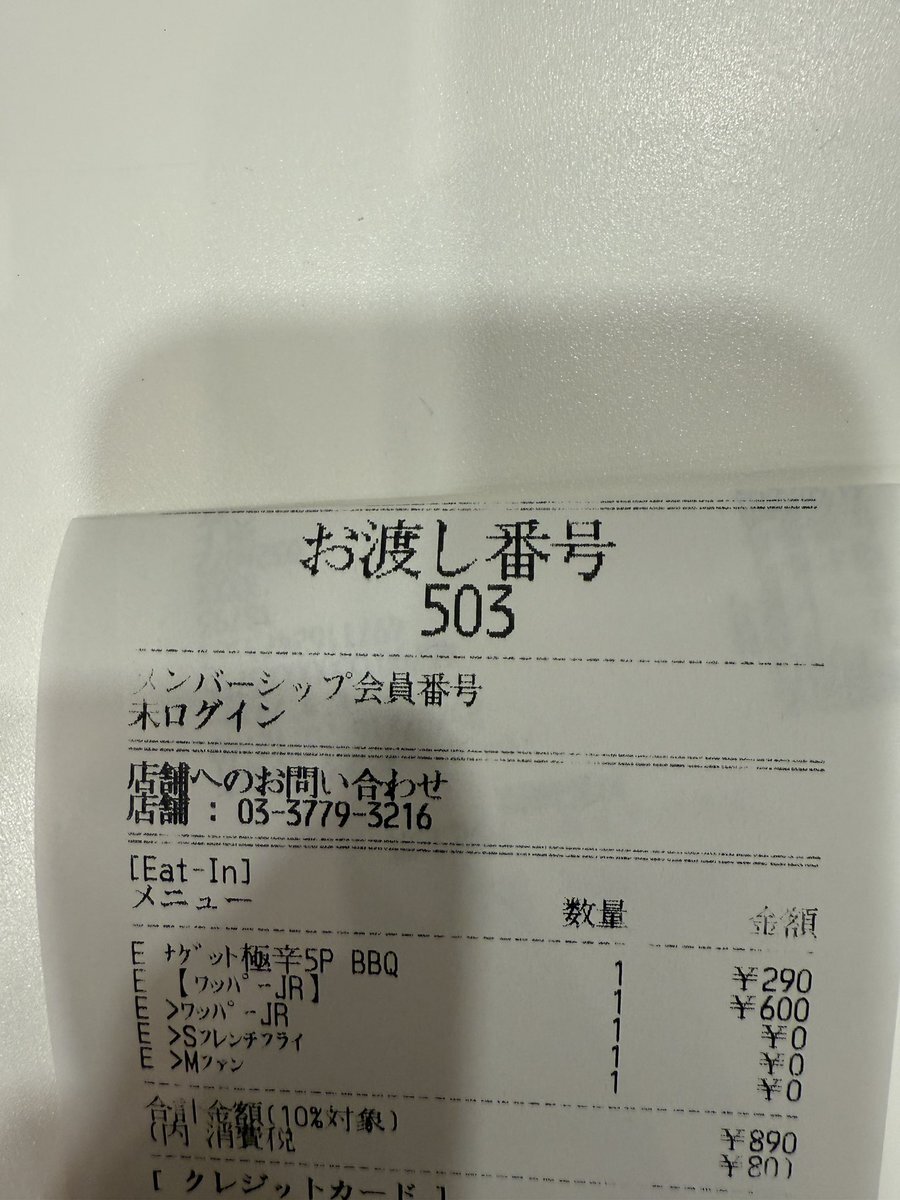 お渡し番号
503
メンバーシップ会員番号
未ログイン
店舗へのお問い合わせ
店舗 : 03-3779-3216
[Eat-In]
メニュー 数量 金額
E ﾅｹﾞｯﾄ極辛5P BBQ 1 ¥290
E 【ﾜｯﾊﾟｰJR】 1 ¥600
E >ﾜｯﾊﾟｰJR 1 ¥0
E >Sﾌﾚﾝﾁﾌﾗｲ 1 ¥0
E >Mﾌｧﾝ 1 ¥0
合計金額(10%対象) ¥890
(内 消費税 ¥80)
[ クレジットカード ]